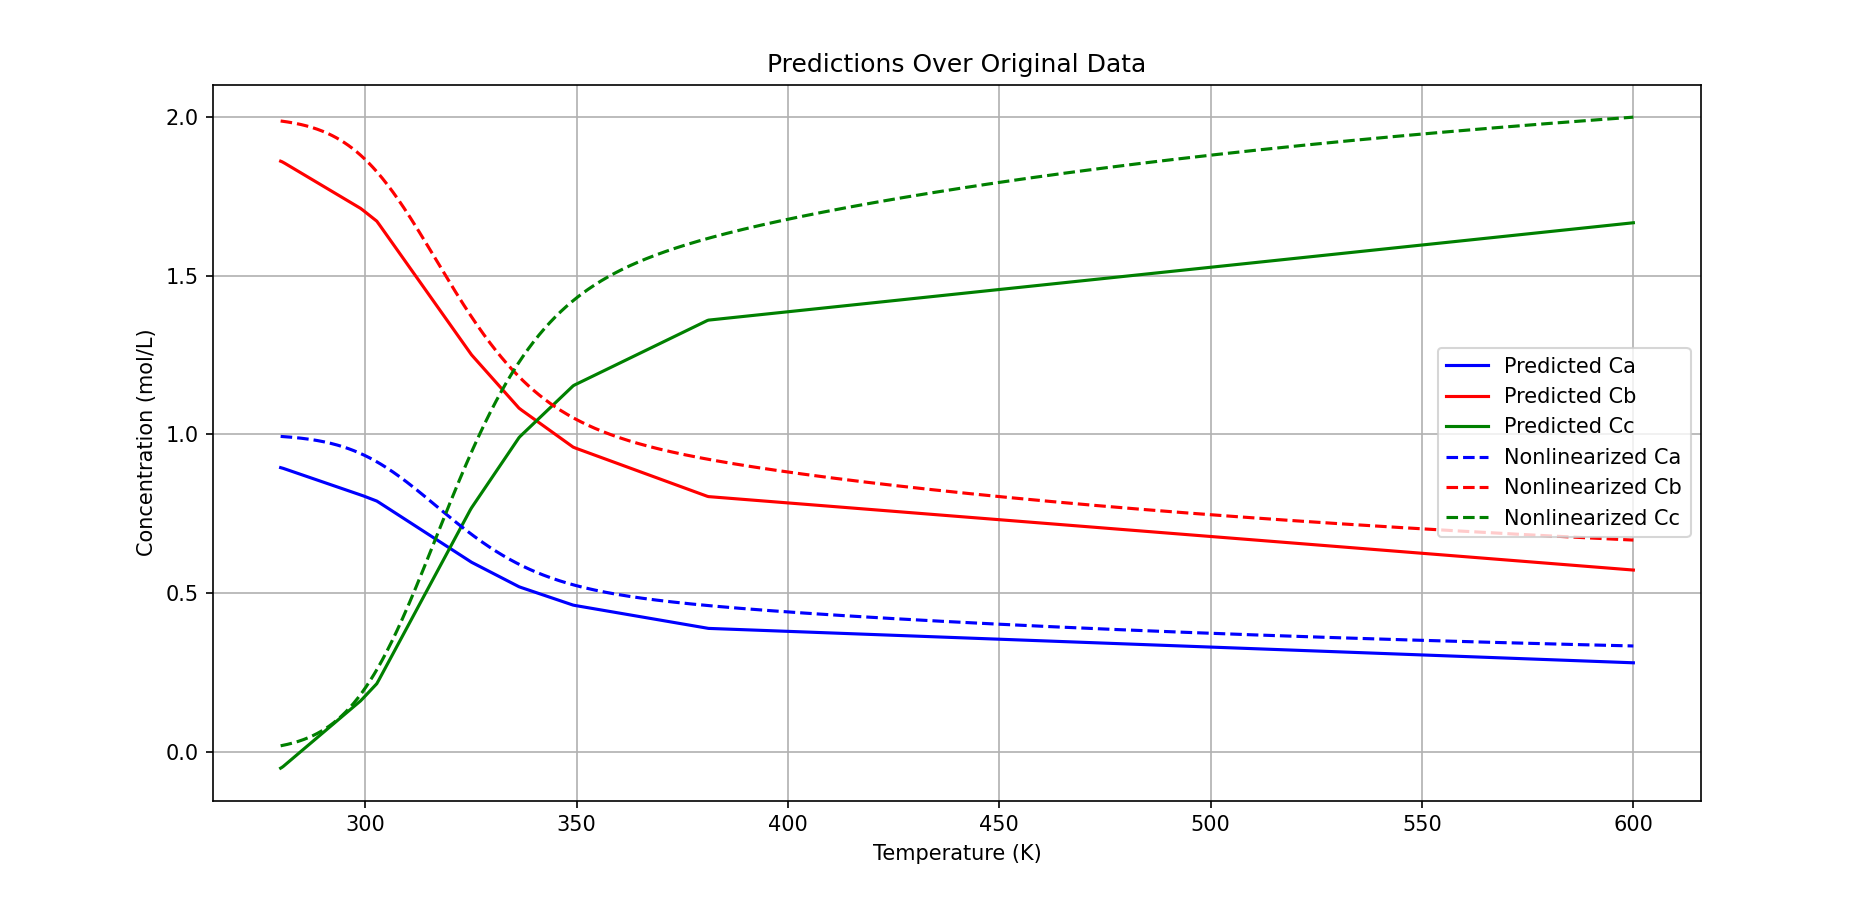 Predictions Over Original Data
Concentration (mol/L)
2.0
1.5
1.0
0.5
0.0
Predicted Ca
Predicted Cb
Predicted Cc
Nonlinearized Ca
Nonlinearized Cb
Nonlinearized Cc
300 350 400 450 500 550 600
Temperature (K)